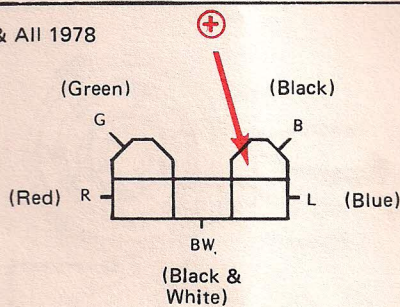 & All 1978
(Green)
(Black)
G
B
(Red)
R
L
(Blue)
BW.
(Black &
White)